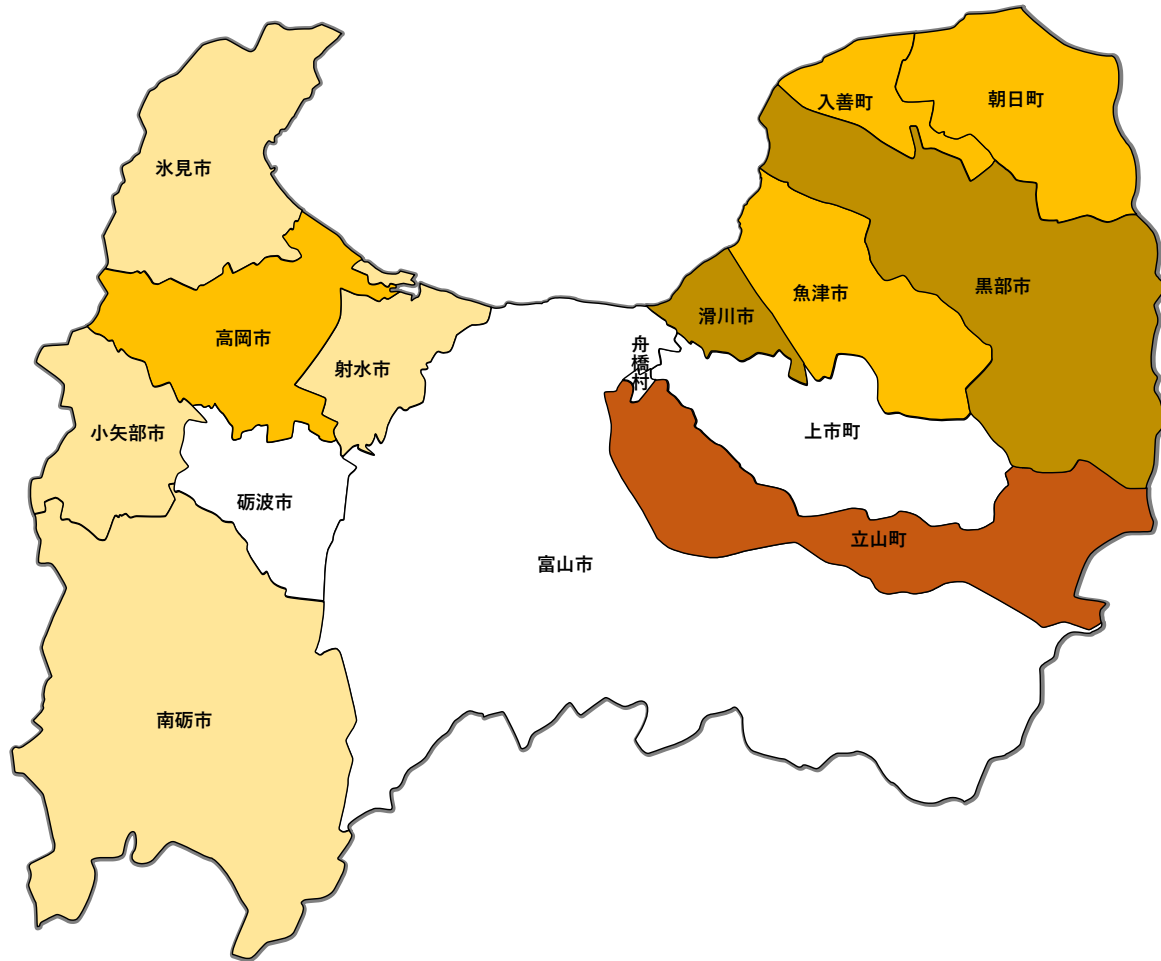 朝日町
入善町
氷見市
黒部市
魚津市
滑川市
高岡市
舟橋村
射水市
小矢部市
上市町
砺波市
立山町
富山市
南砺市